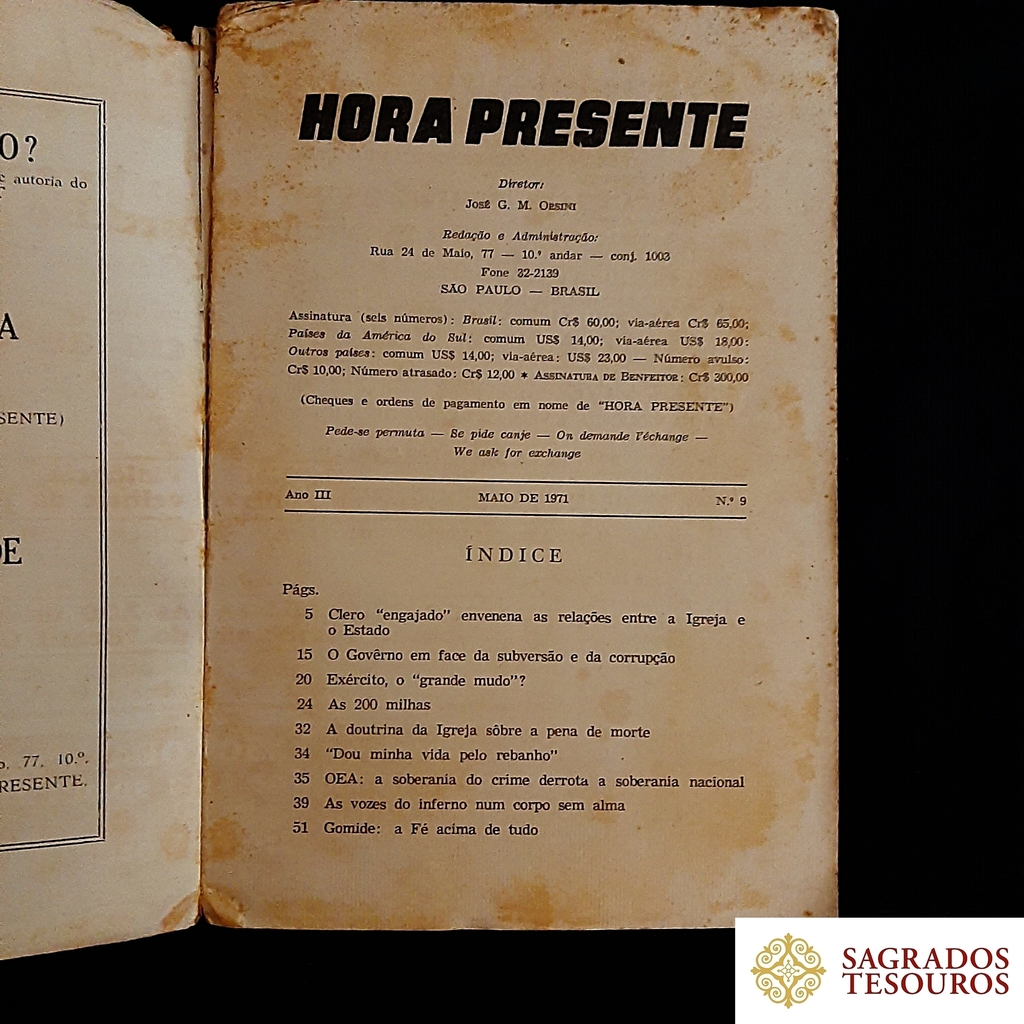 O?
e autoria do
A
SENTE)
DE
o, 77, 10.º,
RESENTE.
HORA PRESENTE
Diretor:
José G. M. Orsini
Redação e Administração:
Rua 24 de Maio, 77 — 10.º andar — conj. 1003
Fone 32-2139
SÃO PAULO — BRASIL
Assinatura (seis números): Brasil: comum Cr$ 60,00; via-aérea Cr$ 65,00;
Países da América do Sul: comum US$ 14,00; via-aérea US$ 18,00:
Outros países: comum US$ 14,00; via-aérea: US$ 23,00 — Número avulso:
Cr$ 10,00; Número atrasado: Cr$ 12,00 * Assinatura de Benfeitor: Cr$ 300,00
(Cheques e ordens de pagamento em nome de "HORA PRESENTE")
Pede-se permuta — Se pide canje — On demande l'échange —
We ask for exchange
Ano III MAIO DE 1971 N.º 9
ÍNDICE
Págs.
5 Clero "engajado" envenena as relações entre a Igreja e
o Estado
15 O Govêrno em face da subversão e da corrupção
20 Exército, o "grande mudo"?
24 As 200 milhas
32 A doutrina da Igreja sôbre a pena de morte
34 "Dou minha vida pelo rebanho"
35 OEA: a soberania do crime derrota a soberania nacional
39 As vozes do inferno num corpo sem alma
51 Gomide: a Fé acima de tudo
SAGRADOS
TESOUROS